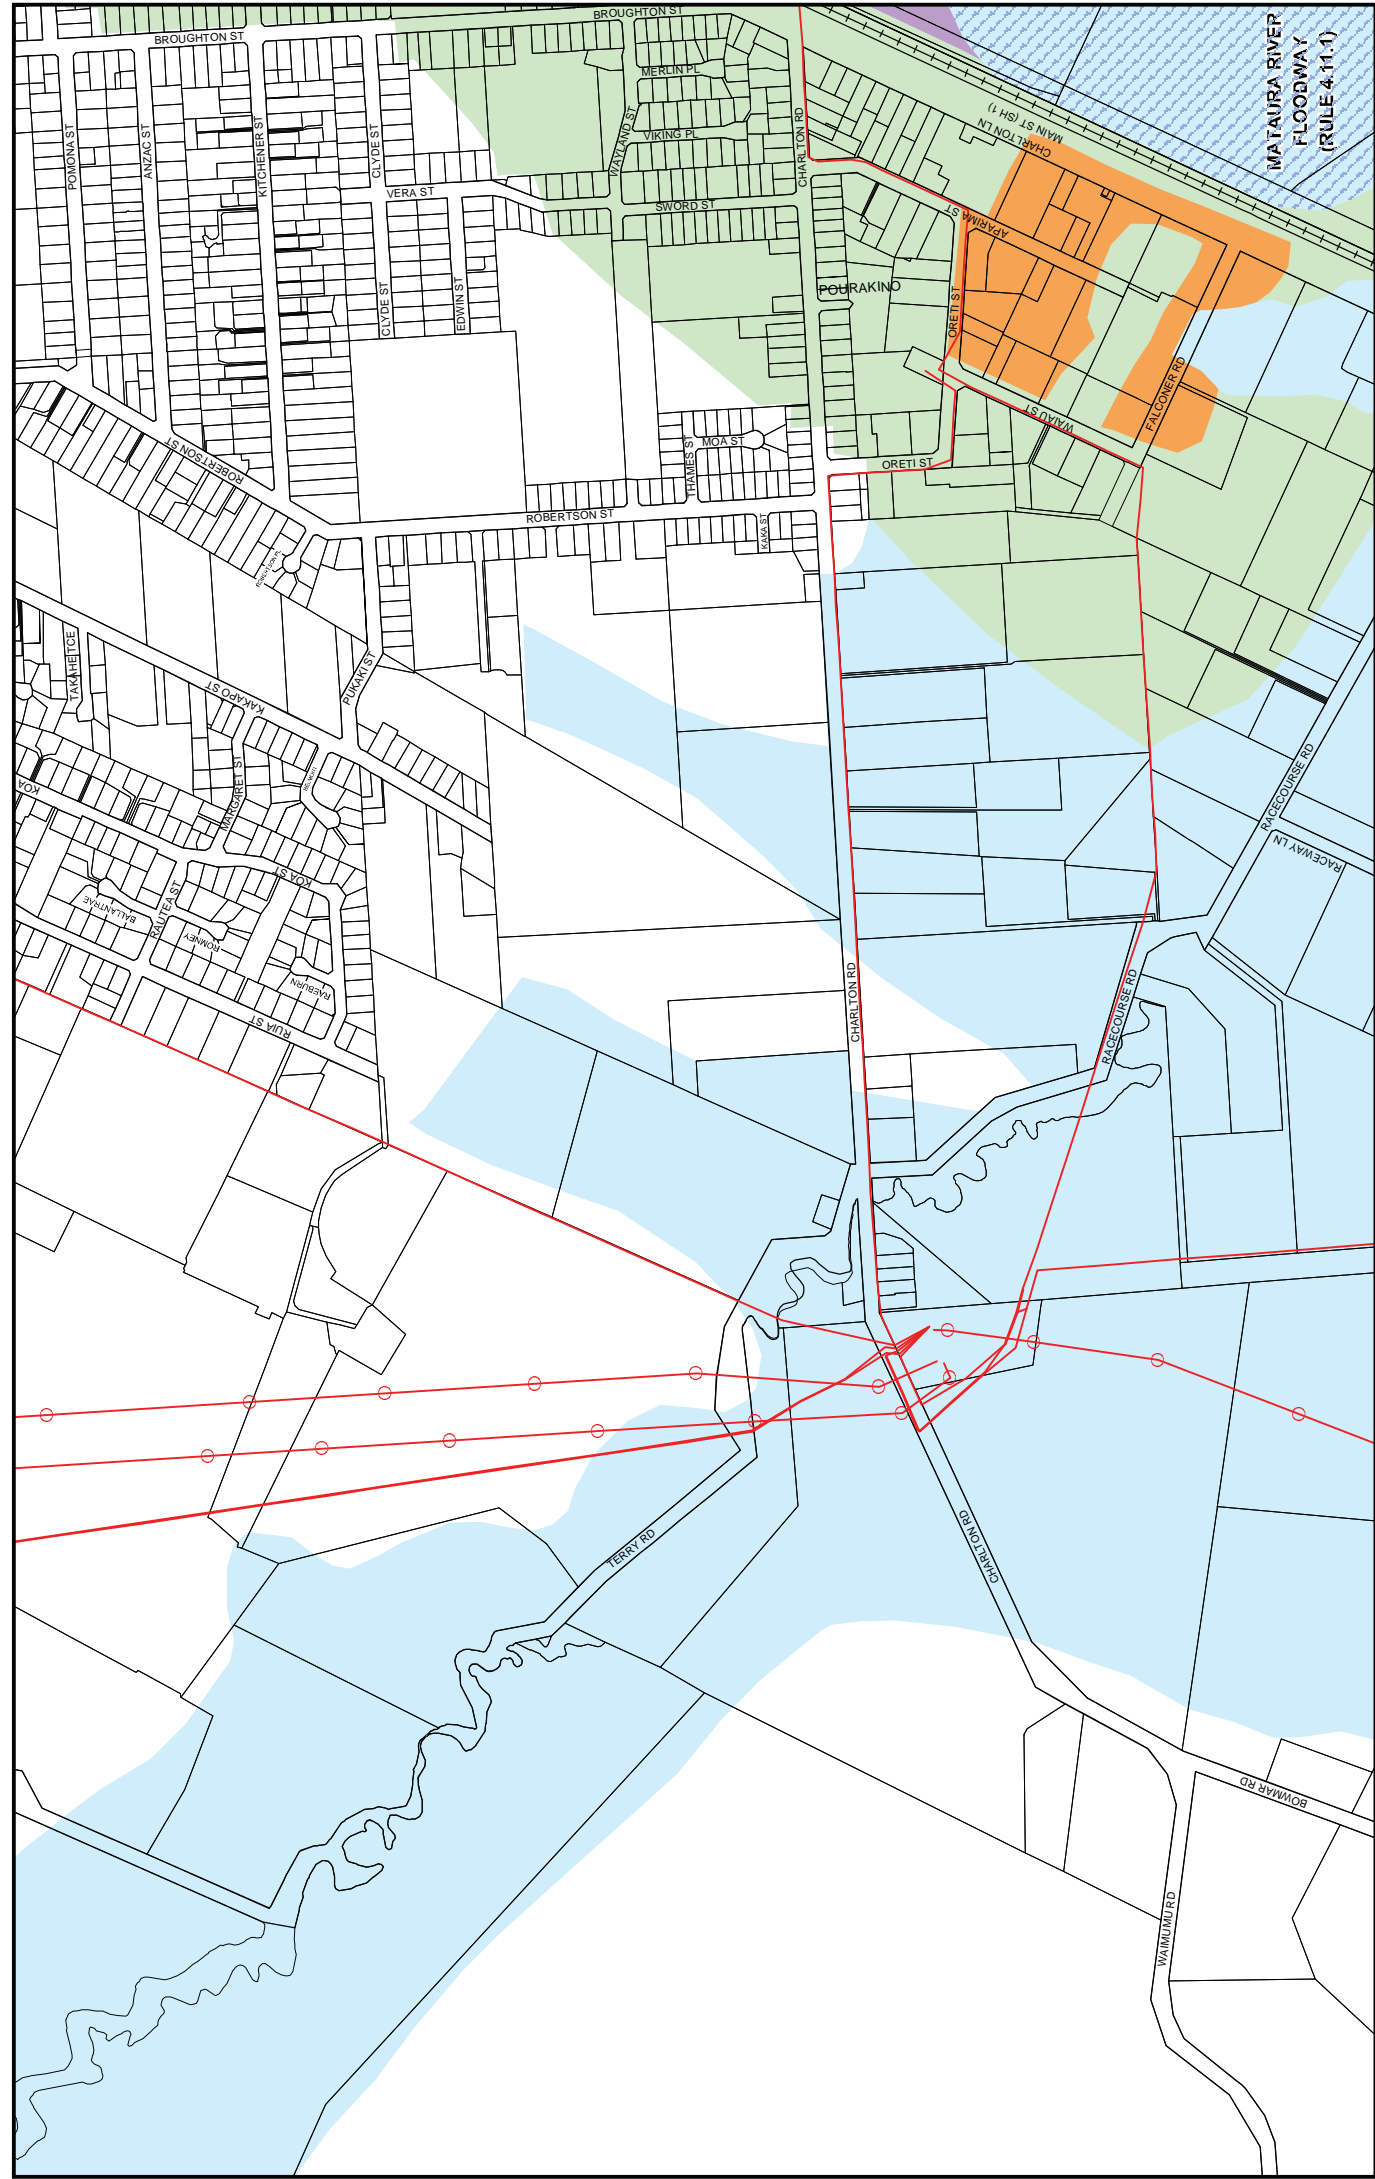 BROUGHTON ST
BROUGHTON ST
POMONA ST
ANZAC ST
KITCHENER ST
CLYDE ST
MERLIN PL
WAYLAND ST
VIKING PL
CHARLTON RD
MAIN ST (SH 1)
CHARLTON LN
MATAURA RIVER
FLOODWAY
(RULE 4.11.1)
VERA ST
SWORD ST
APARIMA ST
CLYDE ST
EDWIN ST
POURAKINO
ORETI ST
FALCONER RD
WAIAU ST
ROBERTSON ST
THAMES ST
MOA ST
ORETI ST
ROBERTSON ST
KAKA ST
TAKAHE TCE
KAKAPO ST
PUKAKI ST
MARGARET ST
KOA
KOA ST
RACECOURSE RD
RACEWAY LN
BALLANTRAE
RAUTEA ST
ROMNEY
RAEBURN
RUIA ST
CHARLTON RD
RACECOURSE RD
TERRY RD
CHARLTON RD
BOWMAR RD
WAIMUMU RD